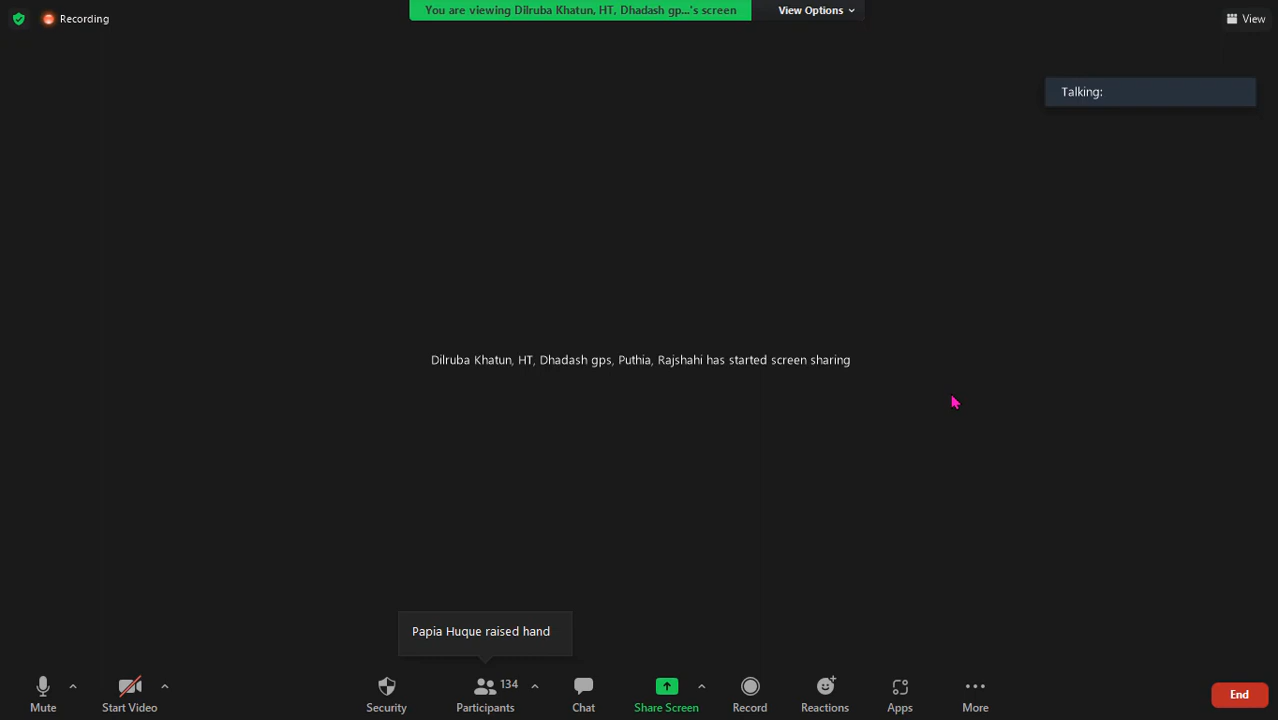 Recording
You are viewing Dilruba Khatun, HT, Dhadash gp...'s screen
View Options
View
Talking:
Dilruba Khatun, HT, Dhadash gps, Puthia, Rajshahi has started screen sharing
Papia Huque raised hand
134
Mute
Start Video
Security
Participants
Chat
Share Screen
Record
Reactions
Apps
More
End